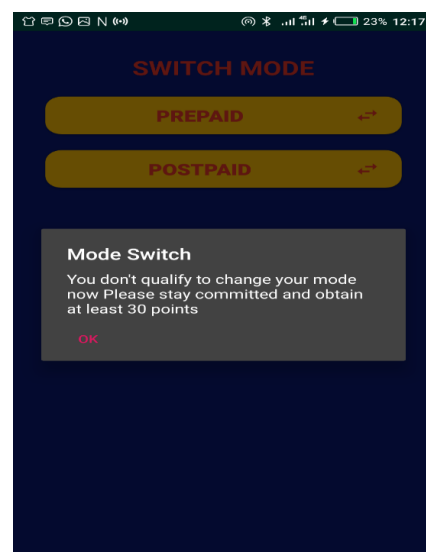 N 4G 23% 12:17
SWITCH MODE
PREPAID
POSTPAID
Mode Switch
You don't qualify to change your mode
now Please stay committed and obtain
at least 30 points
OK